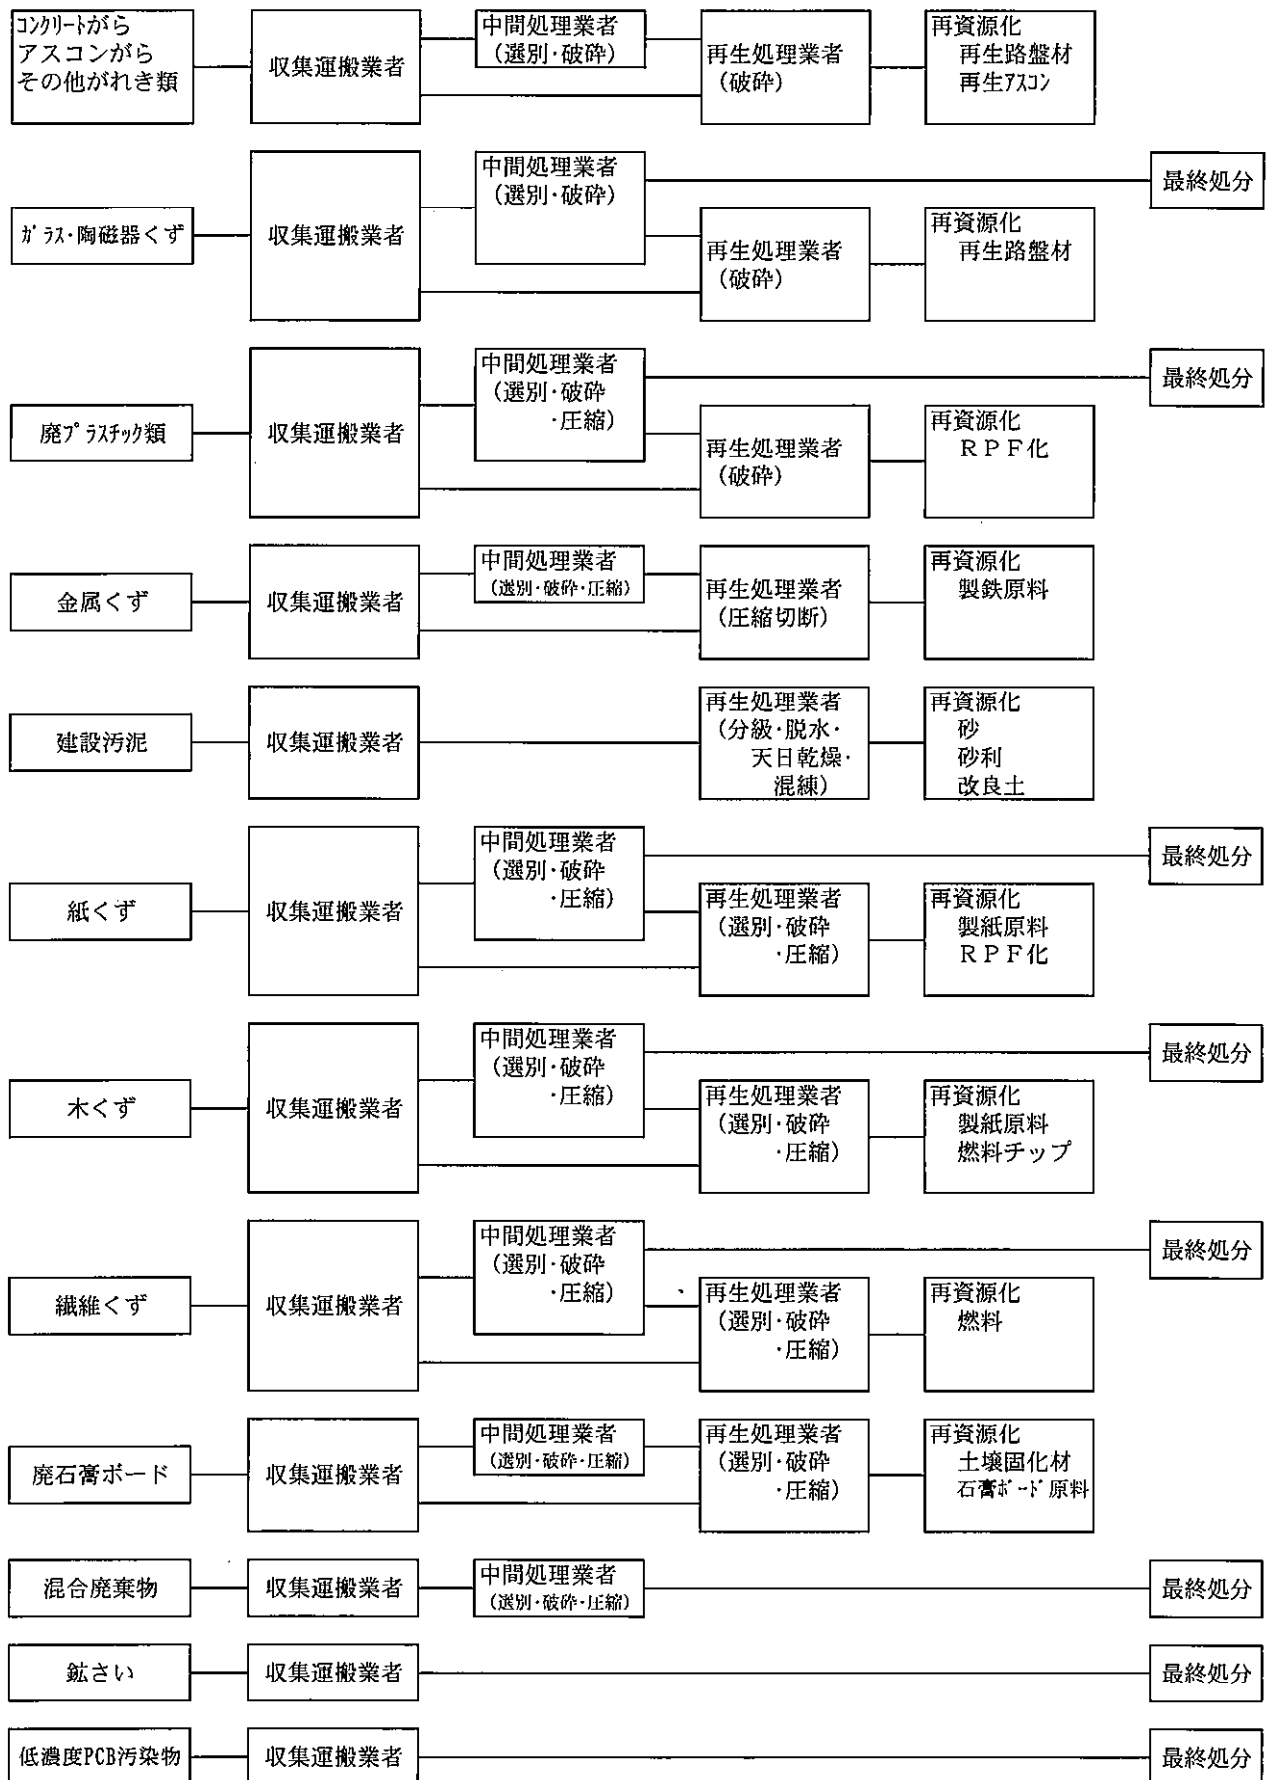 コンクリートがら
アスコンがら
その他がれき類
収集運搬業者
中間処理業者
(選別・破砕)
再生処理業者
(破砕)
再資源化
再生路盤材
再生アスコン
ガラス・陶磁器くず
収集運搬業者
中間処理業者
(選別・破砕)
再生処理業者
(破砕)
再資源化
再生路盤材
最終処分
廃プラスチック類
収集運搬業者
中間処理業者
(選別・破砕
・圧縮)
再生処理業者
(破砕)
再資源化
RPF化
最終処分
金属くず
収集運搬業者
中間処理業者
(選別・破砕・圧縮)
再生処理業者
(圧縮切断)
再資源化
製鉄原料
建設汚泥
収集運搬業者
再生処理業者
(分級・脱水・
天日乾燥・
混練)
再資源化
砂
砂利
改良土
紙くず
収集運搬業者
中間処理業者
(選別・破砕
・圧縮)
再生処理業者
(選別・破砕
・圧縮)
再資源化
製紙原料
RPF化
最終処分
木くず
収集運搬業者
中間処理業者
(選別・破砕
・圧縮)
再生処理業者
(選別・破砕
・圧縮)
再資源化
製紙原料
燃料チップ
最終処分
繊維くず
収集運搬業者
中間処理業者
(選別・破砕
・圧縮)
再生処理業者
(選別・破砕
・圧縮)
再資源化
燃料
最終処分
廃石膏ボード
収集運搬業者
中間処理業者
(選別・破砕・圧縮)
再生処理業者
(選別・破砕
・圧縮)
再資源化
土壌固化材
石膏ボード原料
混合廃棄物
収集運搬業者
中間処理業者
(選別・破砕・圧縮)
最終処分
鉱さい
収集運搬業者
最終処分
低濃度PCB汚染物
収集運搬業者
最終処分